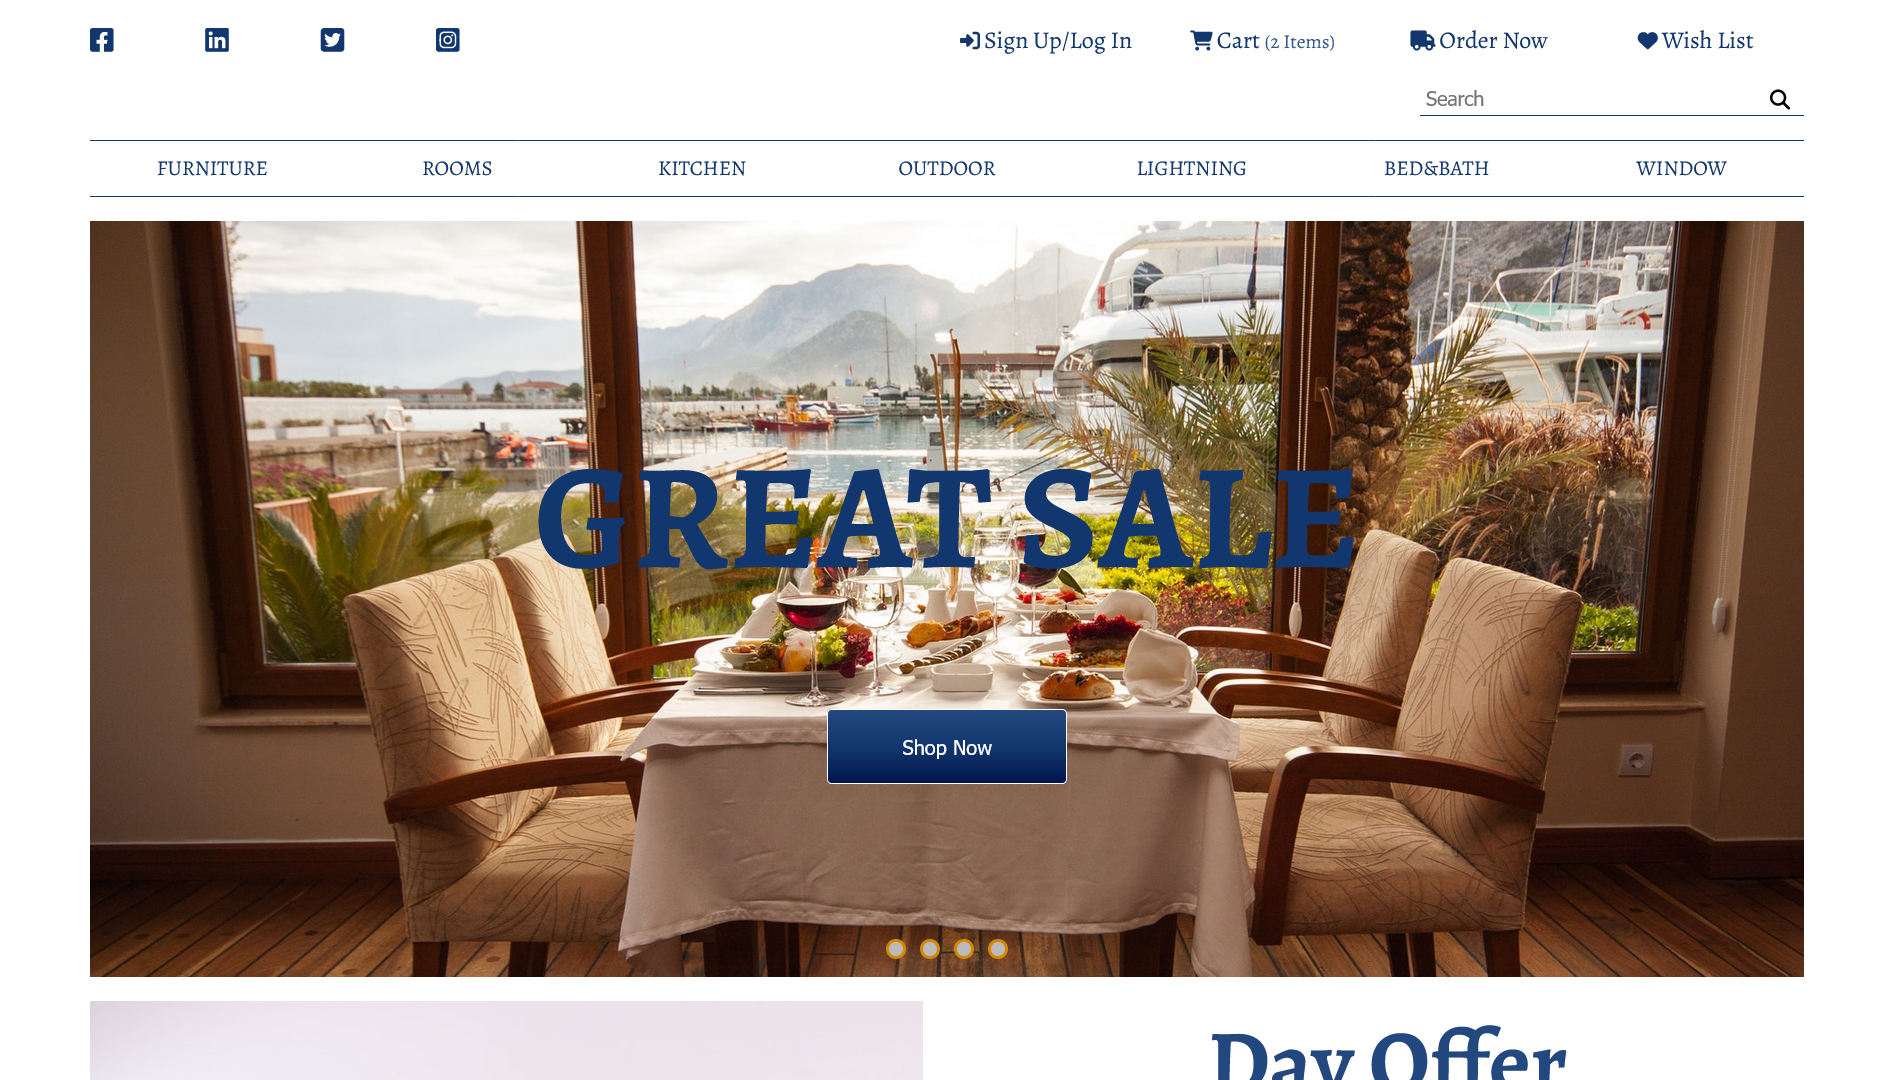 Sign Up/Log In
Cart (2 Items)
Order Now
Wish List
Search
FURNITURE
ROOMS
KITCHEN
OUTDOOR
LIGHTNING
BED&BATH
WINDOW
GREAT SALE
Shop Now
Day Offer